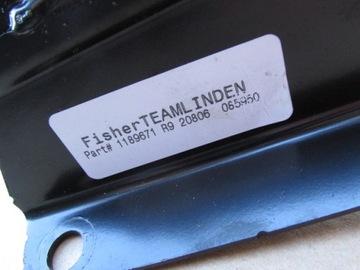 FisherTEAMLINDEN
Part# 1189671 R9 20806 065950